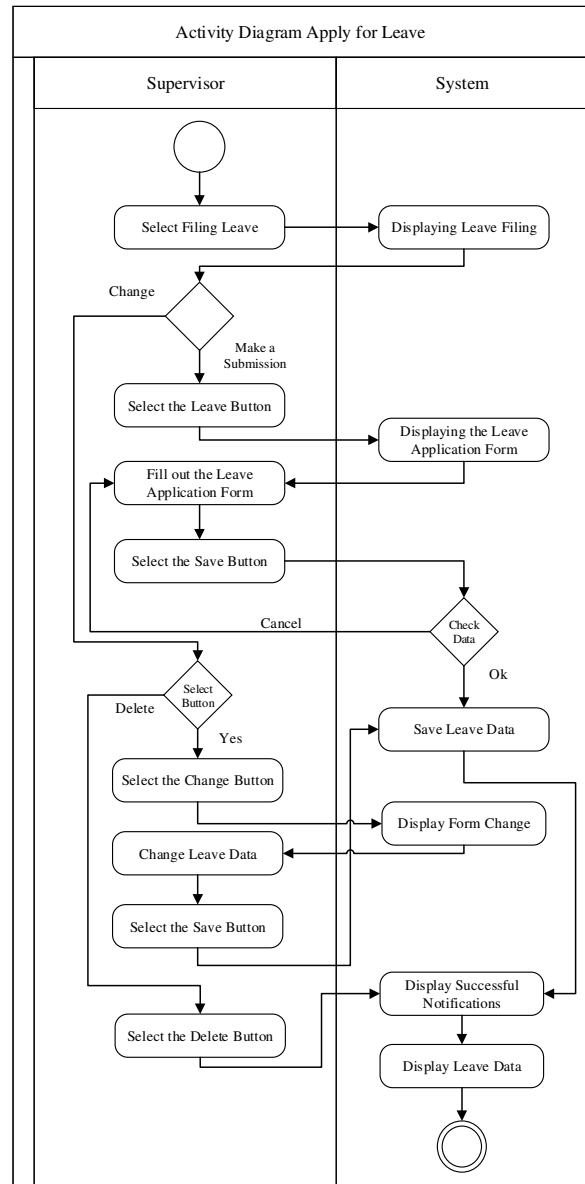 Activity Diagram Apply for Leave
Supervisor
System
Select Filing Leave
Displaying Leave Filing
Change
Make a
Submission
Select the Leave Button
Displaying the Leave
Application Form
Fill out the Leave
Application Form
Select the Save Button
Cancel
Check
Data
Ok
Select
Button
Delete
Yes
Save Leave Data
Select the Change Button
Display Form Change
Change Leave Data
Select the Save Button
Display Successful
Notifications
Select the Delete Button
Display Leave Data